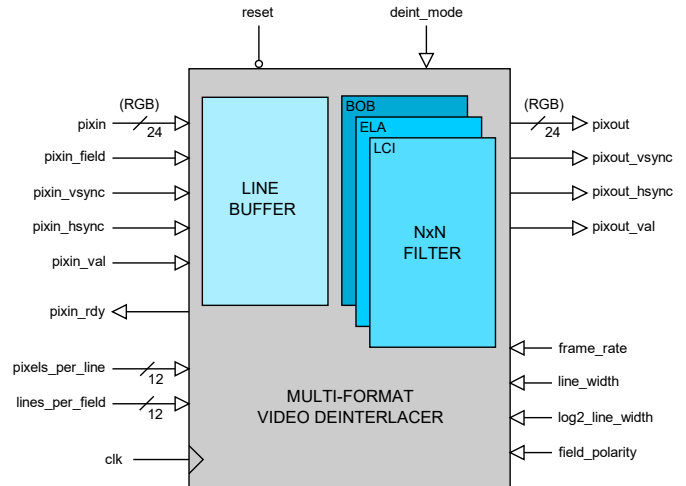 reset
deint_mode
(RGB)
pixin
24
pixin_field
pixin_vsync
pixin_hsync
pixin_val
pixin_rdy
pixels_per_line
12
lines_per_field
12
clk
LINE
BUFFER
BOB
ELA
LCI
NxN
FILTER
MULTI-FORMAT
VIDEO DEINTERLACER
(RGB)
24
pixout
pixout_vsync
pixout_hsync
pixout_val
frame_rate
line_width
log2_line_width
field_polarity